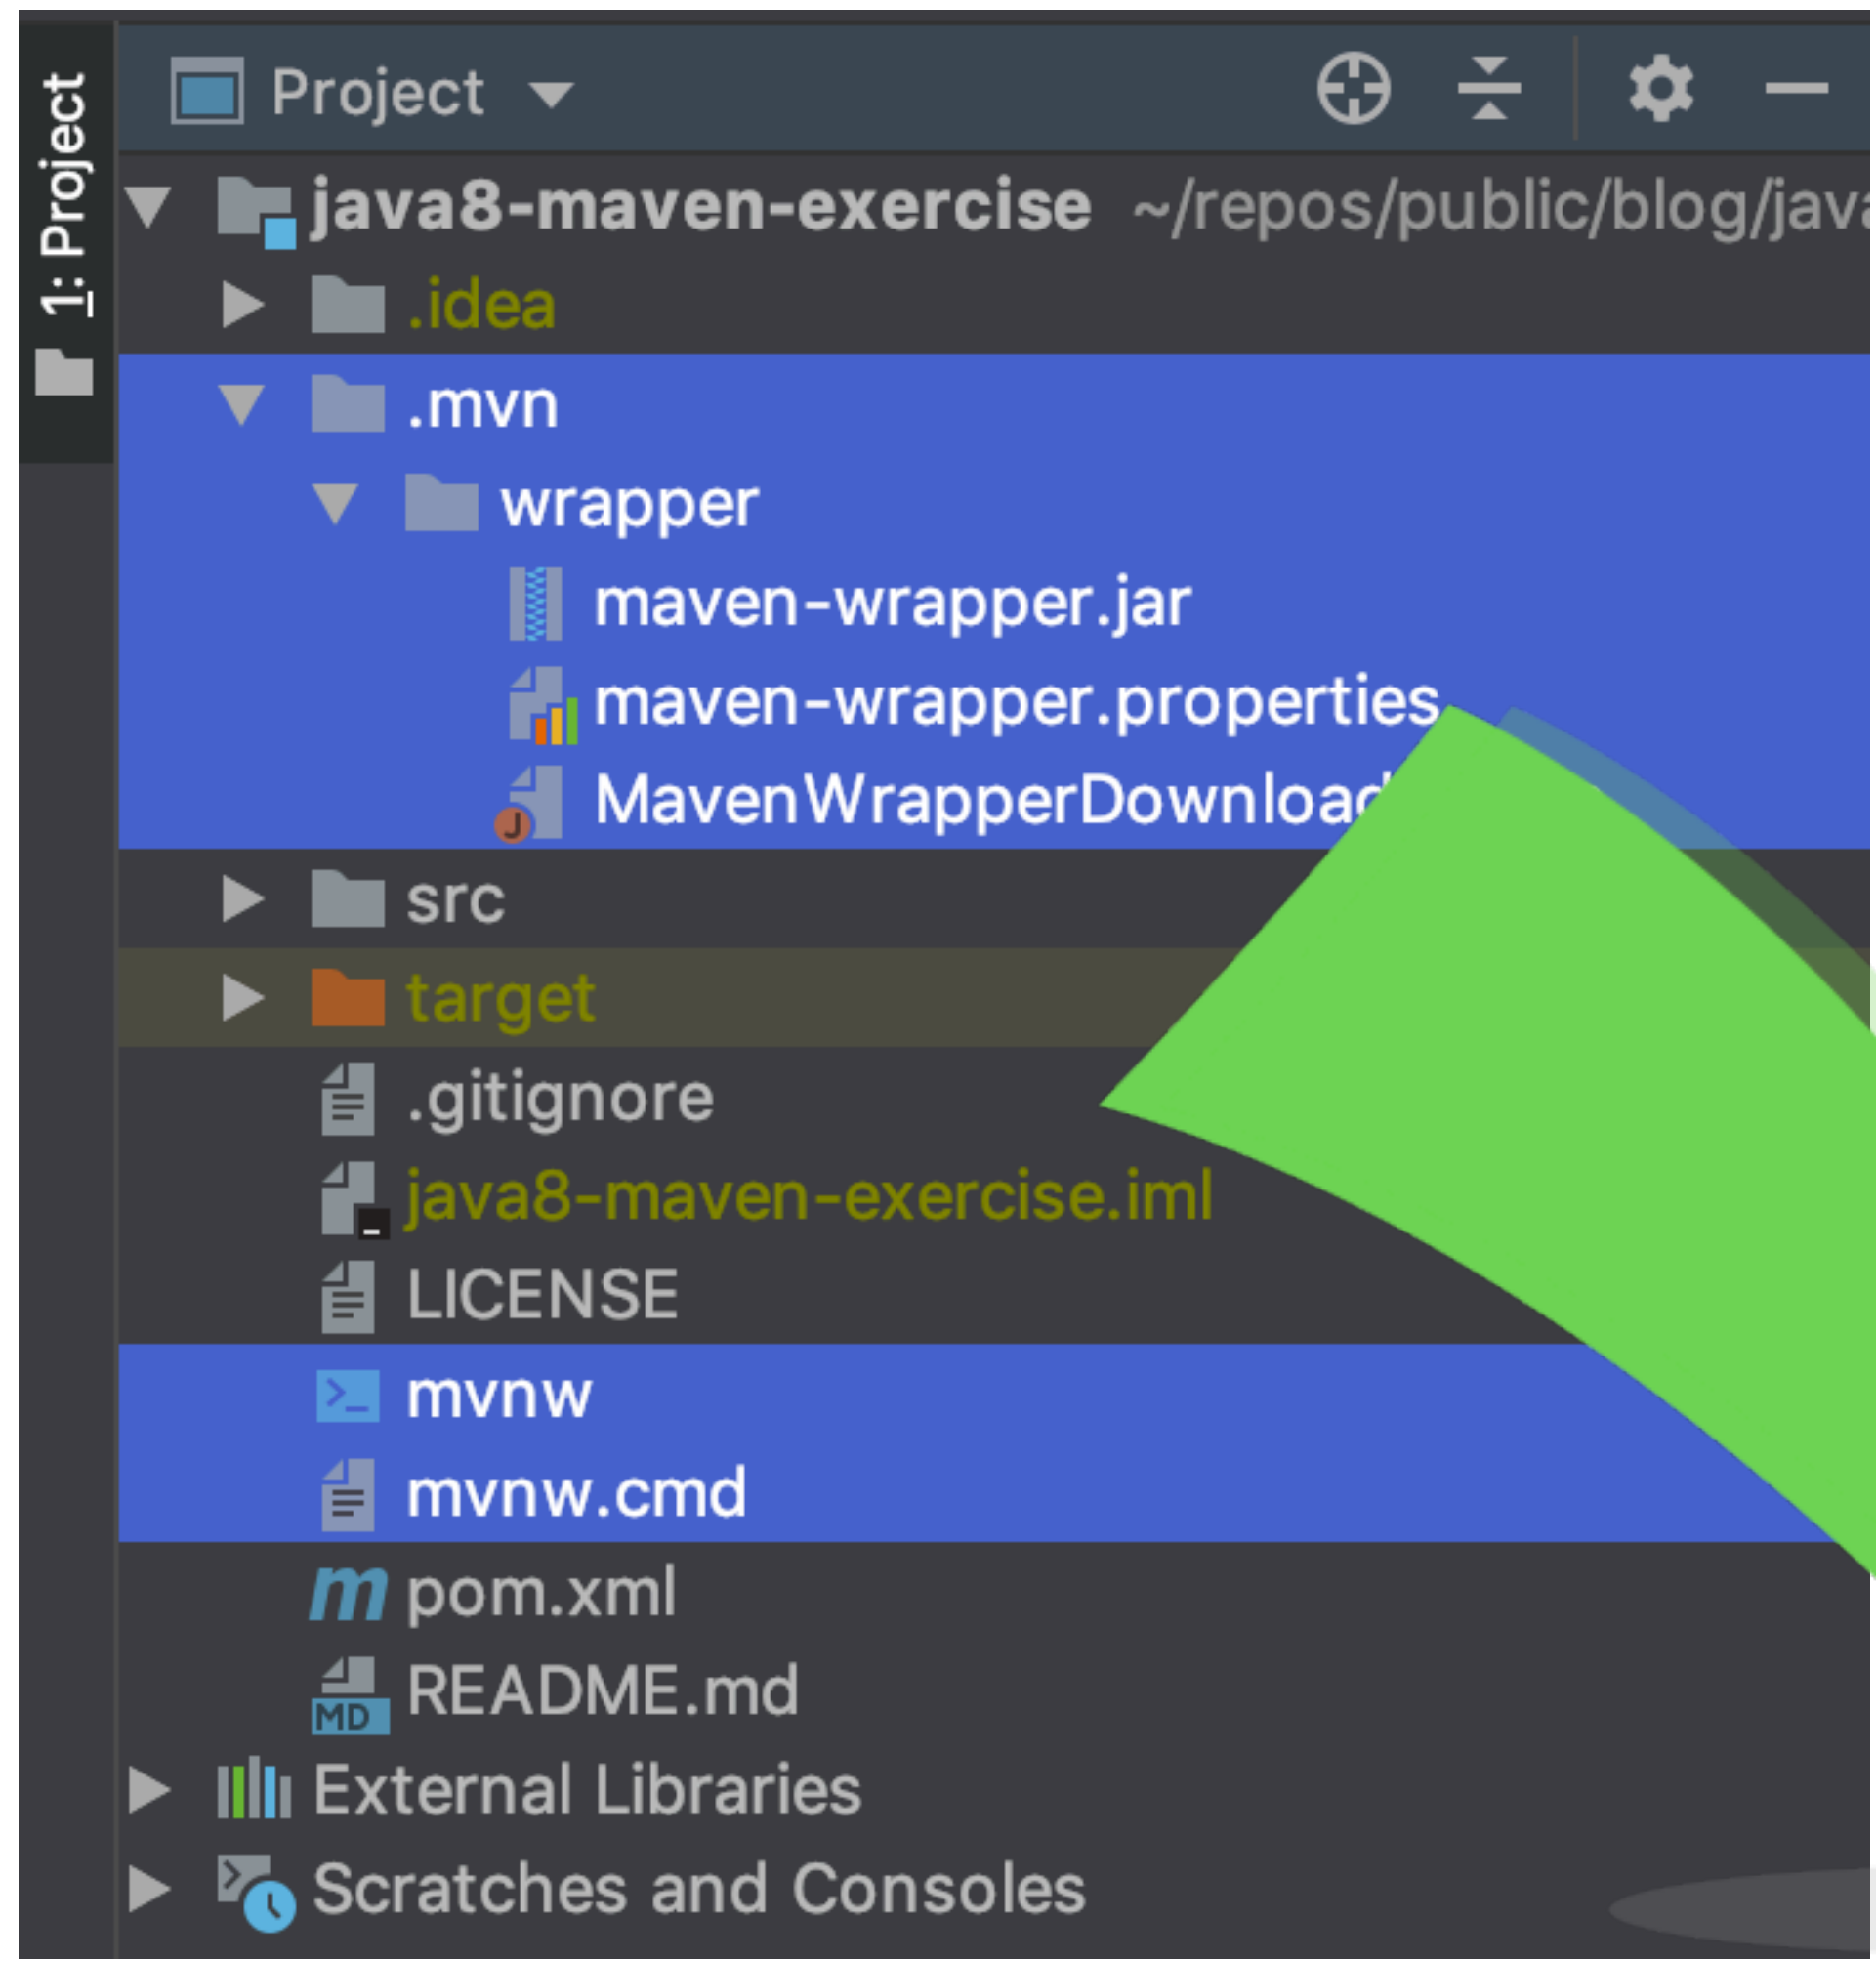 1: Project
Project
java8-maven-exercise ~/repos/public/blog/java
.idea
.mvn
wrapper
maven-wrapper.jar
maven-wrapper.properties
src
target
.gitignore
java8-maven-exercise.iml
LICENSE
mvnw
mvnw.cmd
pom.xml
MD README.md
External Libraries
Scratches and Consoles